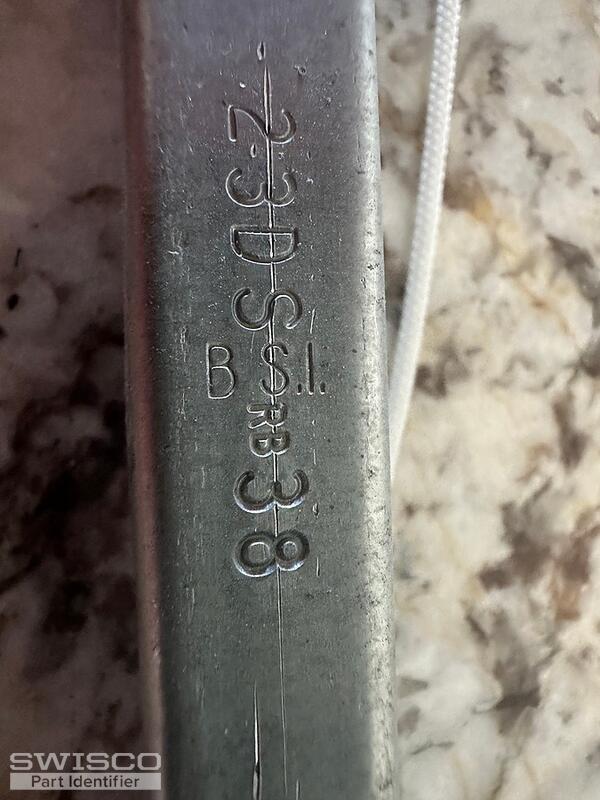 23DS
B S.I.
RB
38
SWISCO
Part Identifier